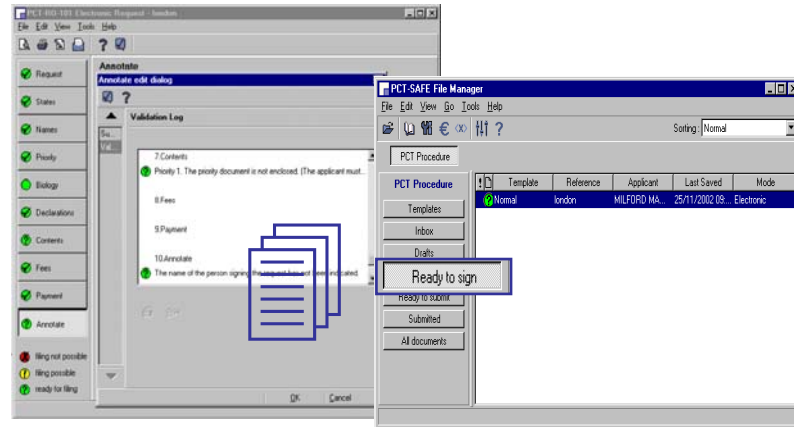 PCT-RO-101 Electronic Request - london
File Edit View Tools Help
Request
States
Names
Priority
Biology
Declarations
Contents
Fees
Payment
Annotate
filing not possible
filing possible
ready for filing
Annotate
Annotate edit dialog
Su...
Val...
Validation Log
7.Contents
Priority 1. The priority document is not enclosed. (The applicant must...
8.Fees
9.Payment
10.Annotate
The name of the person signing the request has not been indicated
OK Cancel
PCT-SAFE File Manager
File Edit View Go Tools Help
Sorting: Normal
PCT Procedure
PCT Procedure
Templates
Inbox
Drafts
Ready to sign
Ready to submit
Submitted
All documents
Template Reference Applicant Last Saved Mode
Normal london MILFORD MA... 25/11/2002 09:... Electronic